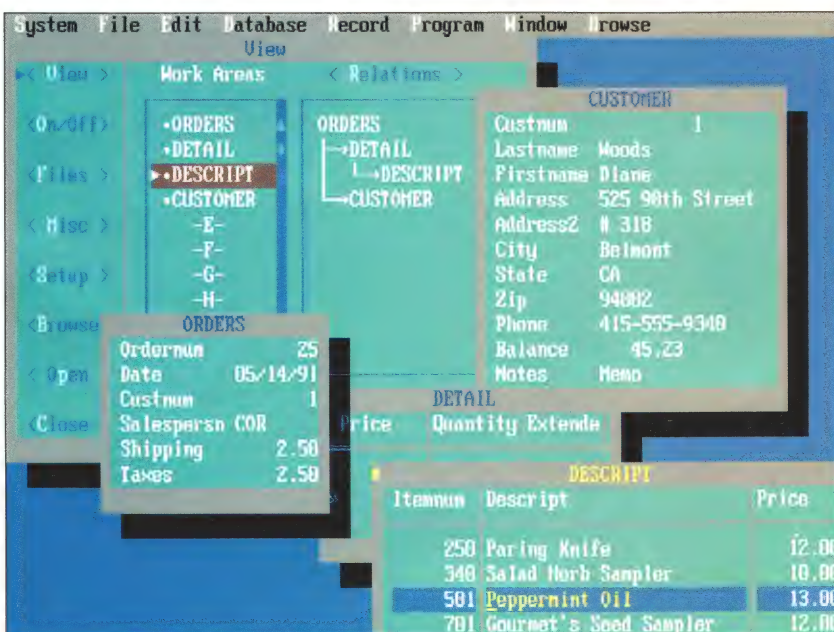 System File Edit Database Record Program Window Browse
View
< View > Work Areas < Relations >
<On/Off>
<Files >
< Misc >
<Setup >
<Browse
< Open
<Close
•ORDERS
•DETAIL
•DESCRIPT
•CUSTOMER
-E-
-F-
-G-
-H-
ORDERS
→DETAIL
→DESCRIPT
→CUSTOMER
CUSTOMER
Custnum 1
Lastname Woods
Firstname Diane
Address 525 90th Street
Address2 # 318
City Belmont
State CA
Zip 94002
Phone 415-555-9340
Balance 45.23
Notes Memo
ORDERS
Ordernum 25
Date 05/14/91
Custnum 1
Salespersn COR
Shipping 2.50
Taxes 2.50
DETAIL
Price Quantity Extende
DESCRIPT
Itemnum Descript Price
250 Paring Knife 12.00
340 Salad Herb Sampler 10.00
501 Peppermint Oil 13.00
701 Gourmet's Seed Sampler 12.00